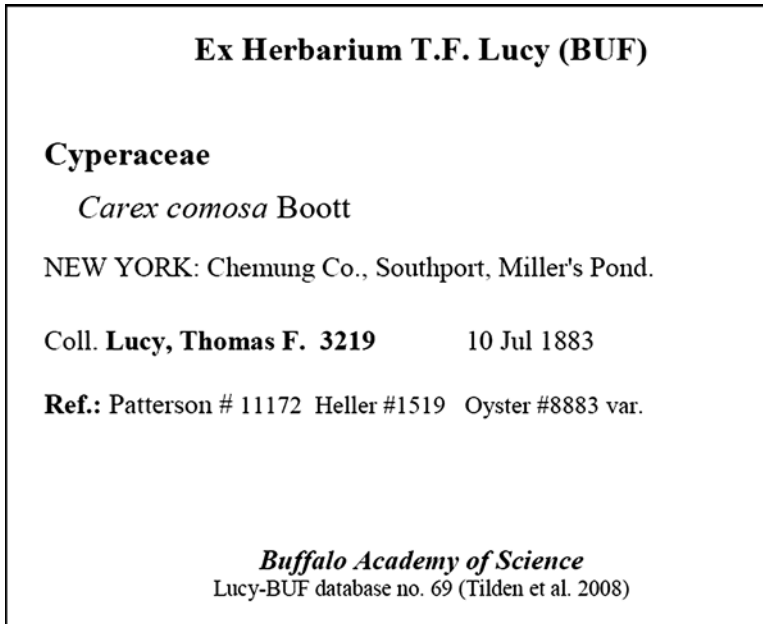 Ex Herbarium T.F. Lucy (BUF)
Cyperaceae
Carex comosa Boott
NEW YORK: Chemung Co., Southport, Miller's Pond.
Coll. Lucy, Thomas F. 3219 10 Jul 1883
Ref.: Patterson # 11172 Heller #1519 Oyster #8883 var.
Buffalo Academy of Science
Lucy-BUF database no. 69 (Tilden et al. 2008)